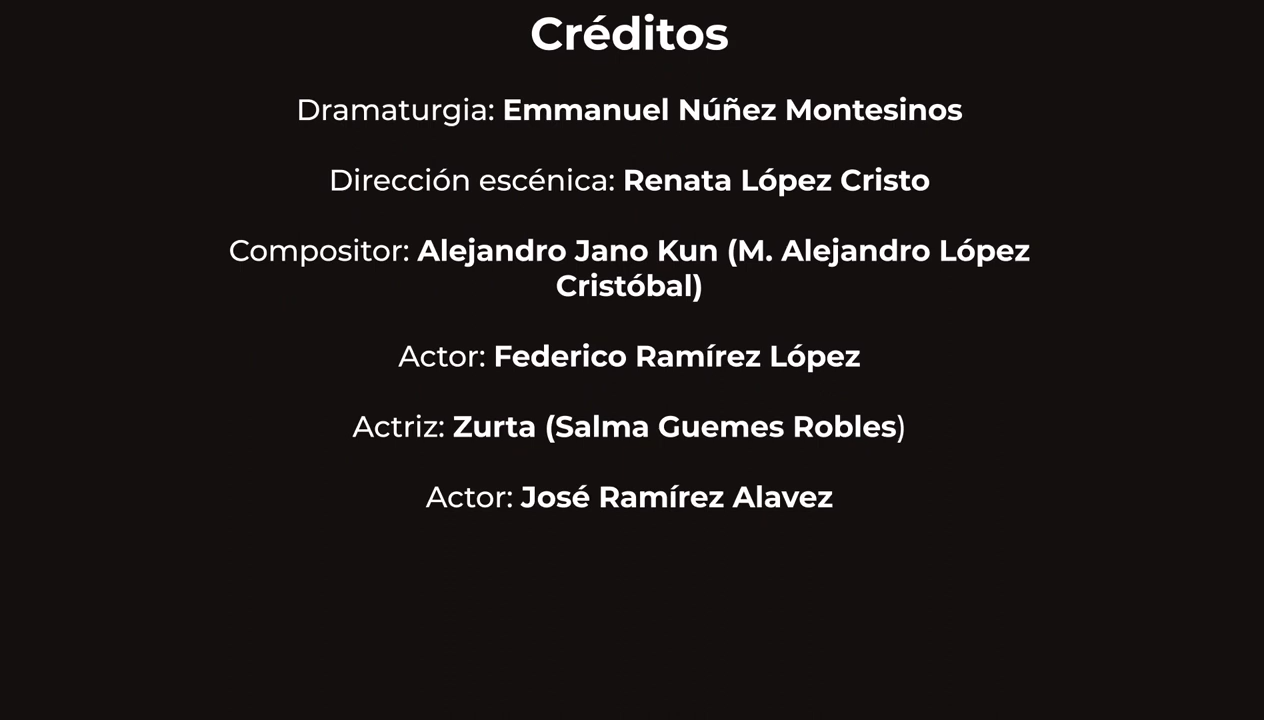 Créditos
Dramaturgia: Emmanuel Núñez Montesinos
Dirección escénica: Renata López Cristo
Compositor: Alejandro Jano Kun (M. Alejandro López
Cristóbal)
Actor: Federico Ramírez López
Actriz: Zurta (Salma Guemes Robles)
Actor: José Ramírez Alavez